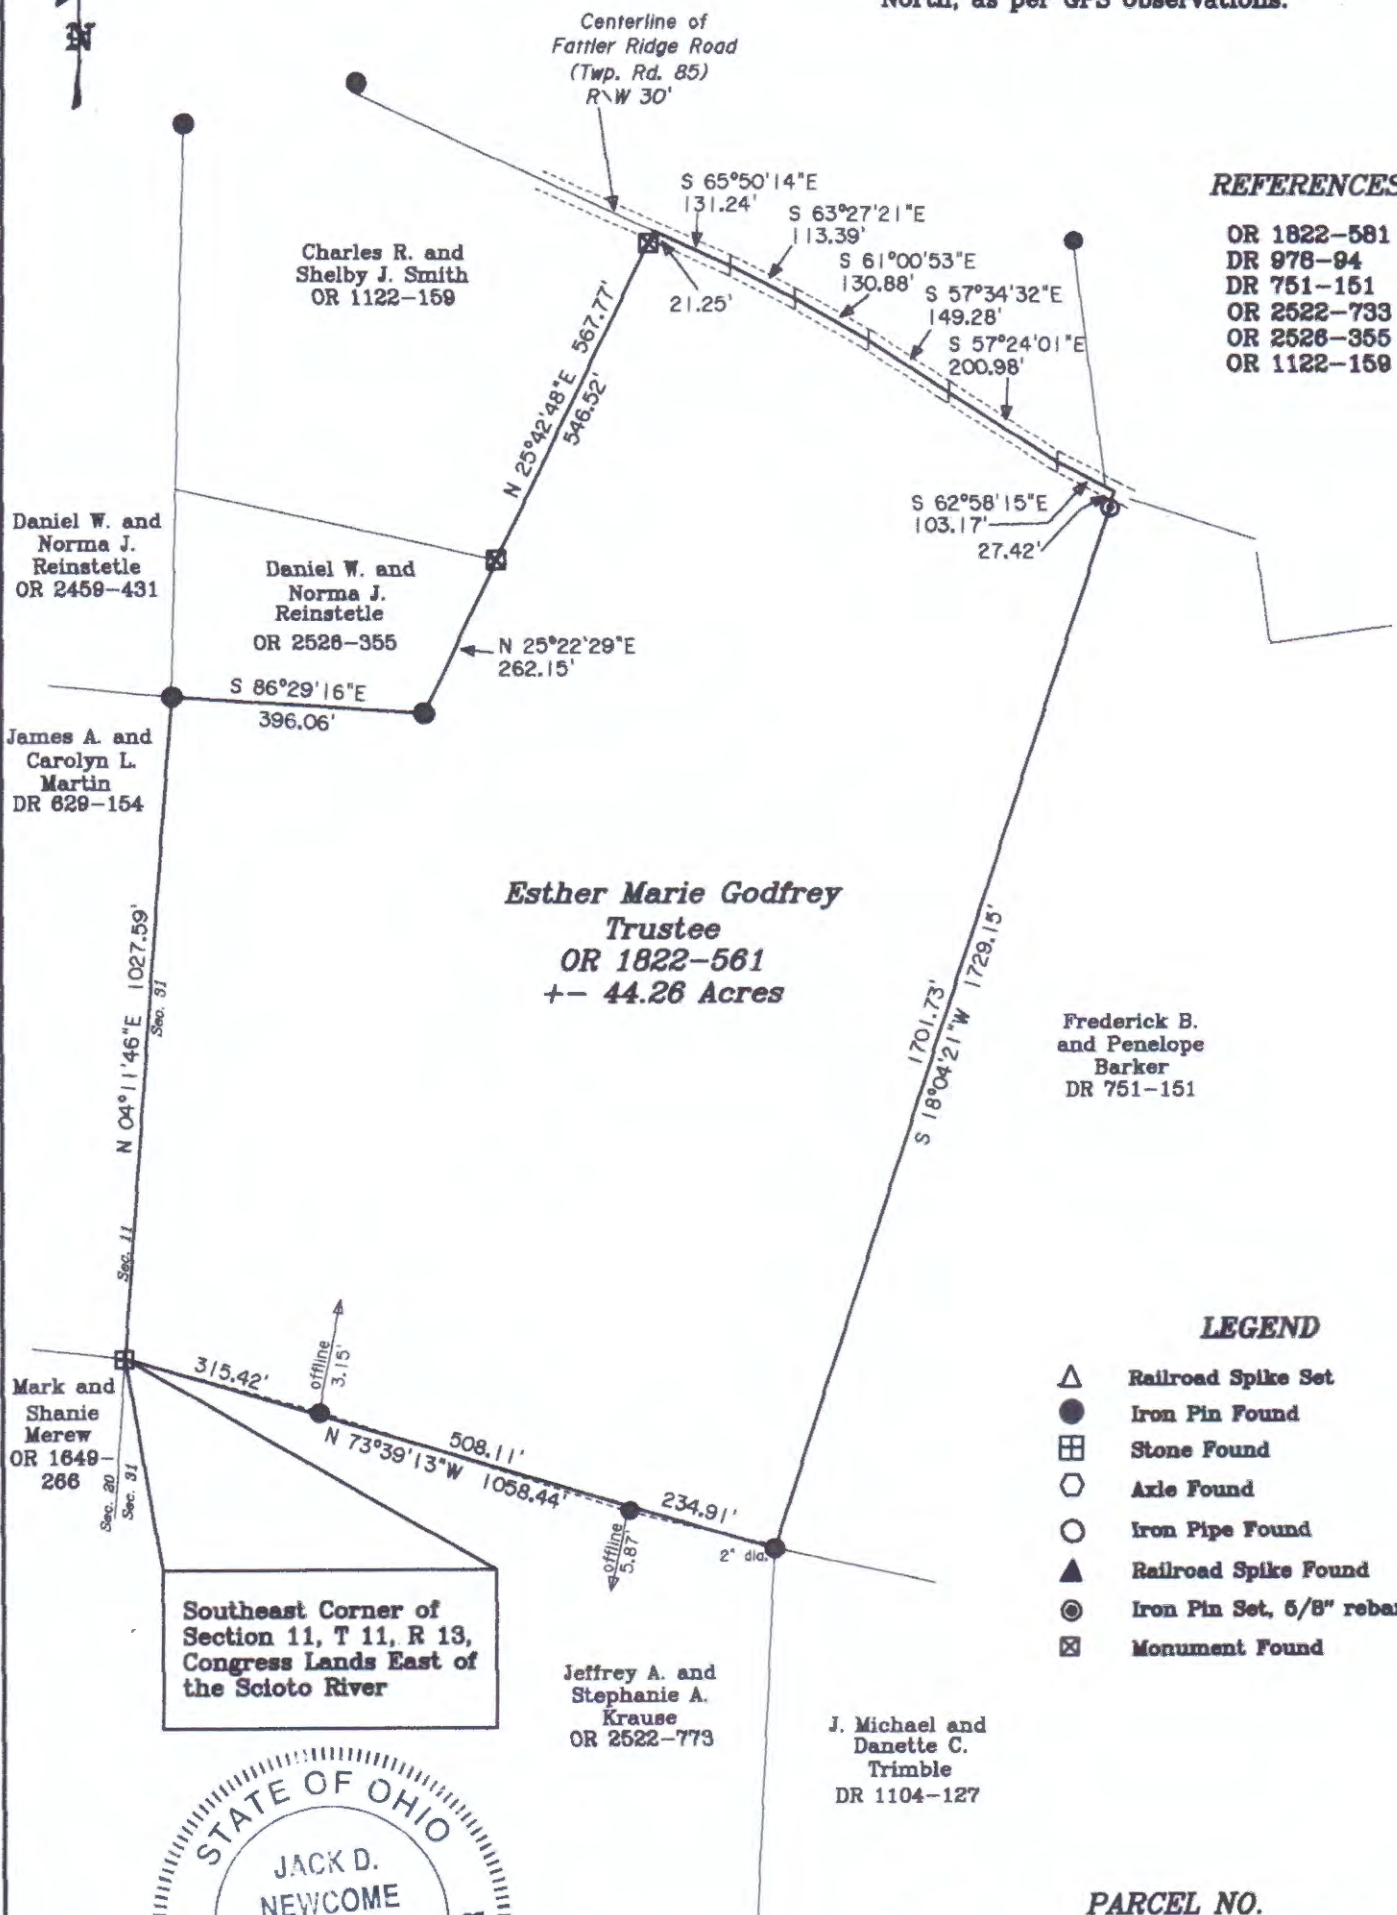 North, as per GPS observations.
N
Centerline of
Fattler Ridge Road
(Twp. Rd. 85)
R\W 30'
S 65°50'14"E
131.24'
S 63°27'21"E
113.39'
S 61°00'53"E
130.88'
S 57°34'32"E
149.28'
S 57°24'01"E
200.98'
21.25'
REFERENCES
OR 1822-581
DR 976-94
DR 751-151
OR 2522-733
OR 2526-355
OR 1122-159
Charles R. and
Shelby J. Smith
OR 1122-159
N 25°42'48"E 567.77'
546.52'
S 62°58'15"E
103.17'
27.42'
Daniel W. and
Norma J.
Reinstetle
OR 2459-431
Daniel W. and
Norma J.
Reinstetle
OR 2526-355
N 25°22'29"E
262.15'
S 86°29'16"E
396.06'
James A. and
Carolyn L.
Martin
DR 629-154
Esther Marie Godfrey
Trustee
OR 1822-561
+- 44.26 Acres
N 04°11'46"E 1027.59'
Sec. 11
Sec. 31
1701.73'
S 18°04'21"W 1729.15'
Frederick B.
and Penelope
Barker
DR 751-151
Mark and
Shanie
Merew
OR 1649-
266
Sec. 20
Sec. 31
315.42'
offline
3.15'
508.11'
N 73°39'13"W 1058.44'
234.91'
offline
5.87'
2" dia.
LEGEND
Railroad Spike Set
Iron Pin Found
Stone Found
Axle Found
Iron Pipe Found
Railroad Spike Found
Iron Pin Set, 5/8" rebar
Monument Found
Southeast Corner of
Section 11, T 11, R 13,
Congress Lands East of
the Scioto River
Jeffrey A. and
Stephanie A.
Krause
OR 2522-773
J. Michael and
Danette C.
Trimble
DR 1104-127
STATE OF OHIO
JACK D.
NEWCOME
PARCEL NO.